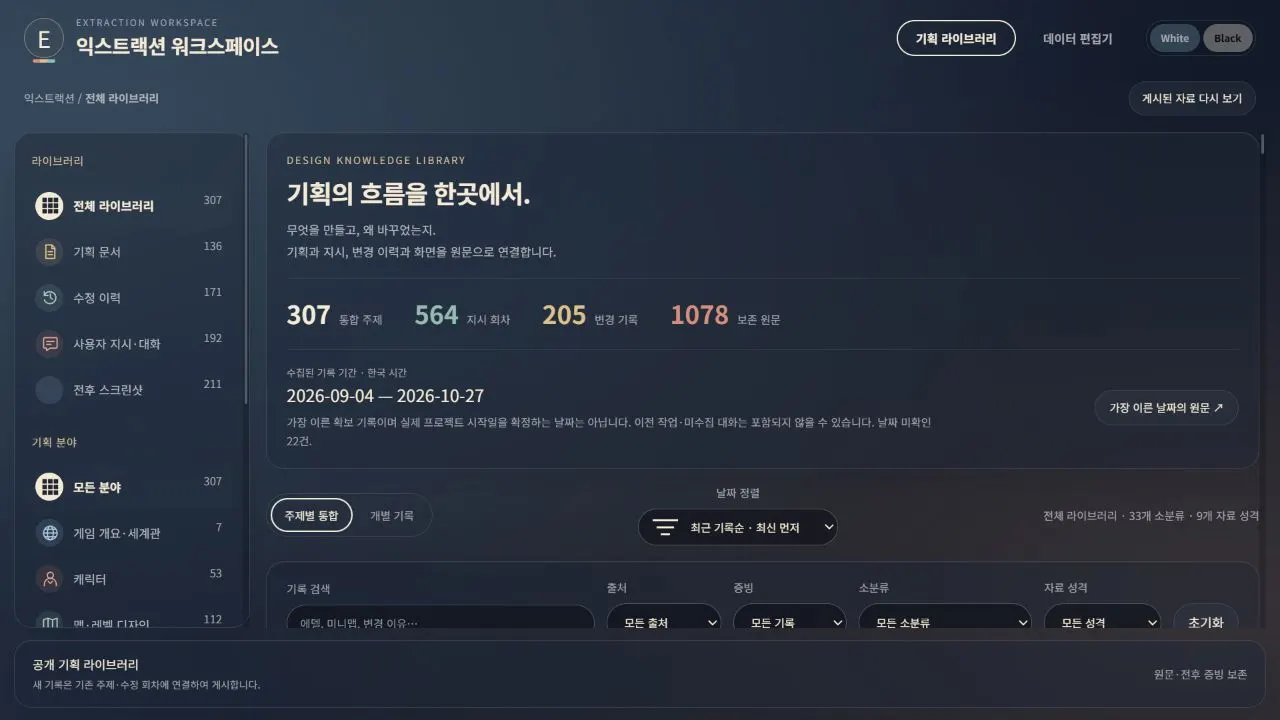 E
EXTRACTION WORKSPACE
익스트랙션 워크스페이스
기획 라이브러리
데이터 편집기
White
Black
익스트랙션 / 전체 라이브러리
게시된 자료 다시 보기
라이브러리
전체 라이브러리 307
기획 문서 136
수정 이력 171
사용자 지시·대화 192
전후 스크린샷 211
기획 분야
모든 분야 307
게임 개요·세계관 7
캐릭터 53
맵·레벨 디자인 112
DESIGN KNOWLEDGE LIBRARY
기획의 흐름을 한곳에서.
무엇을 만들고, 왜 바꾸었는지.
기획과 지시, 변경 이력과 화면을 원문으로 연결합니다.
307 통합 주제 564 지시 회차 205 변경 기록 1078 보존 원문
수집된 기록 기간 · 한국 시간
2026-09-04 — 2026-10-27
가장 이른 확보 기록이며 실제 프로젝트 시작일을 확정하는 날짜는 아닙니다. 이전 작업·미수집 대화는 포함되지 않을 수 있습니다. 날짜 미확인
22건.
가장 이른 날짜의 원문 ↗
주제별 통합
개별 기록
날짜 정렬
최근 기록순 · 최신 먼저
전체 라이브러리 · 33개 소분류 · 9개 자료 성격
기록 검색 출처 증빙 소분류 자료 성격
에델, 미니맵, 변경 이유… 모든 출처 모든 기록 모든 소분류 모든 성격 초기화
공개 기획 라이브러리
새 기록은 기존 주제·수정 회차에 연결하여 게시합니다.
원문·전후 증빙 보존